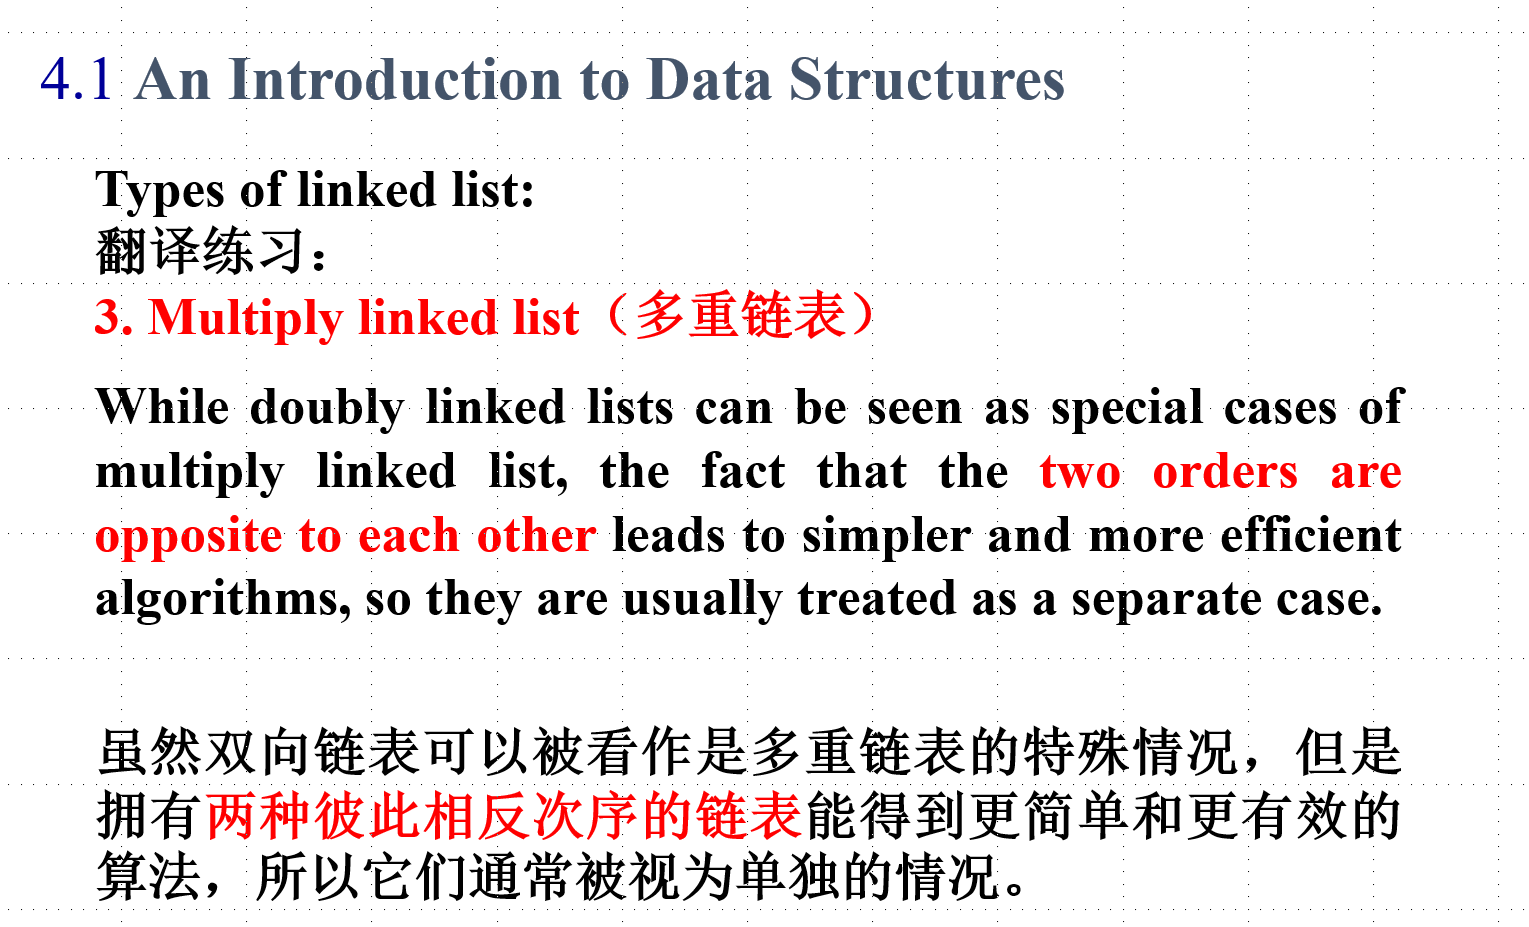 4.1 An Introduction to Data Structures
Types of linked list:
翻译练习：
3. Multiply linked list（多重链表）
While doubly linked lists can be seen as special cases of
multiply linked list, the fact that the two orders are
opposite to each other leads to simpler and more efficient
algorithms, so they are usually treated as a separate case.
虽然双向链表可以被看作是多重链表的特殊情况，但是
拥有两种彼此相反次序的链表能得到更简单和更有效的
算法，所以它们通常被视为单独的情况。